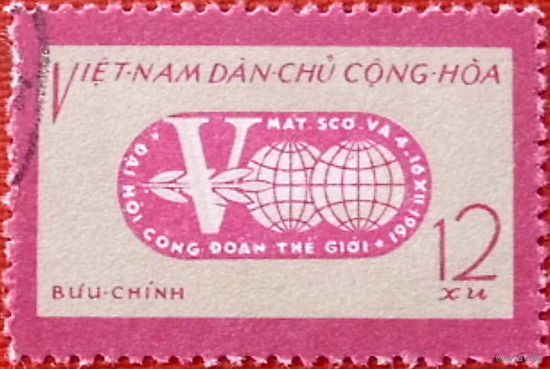 VIỆT·NAM DÂN·CHỦ CỘNG·HÒA
MAT·SCƠ·VA 4·16·XII·1961
V
ĐẠI HỘI CÔNG ĐOÀN THẾ GIỚI
12
xu
BƯU-CHÍNH